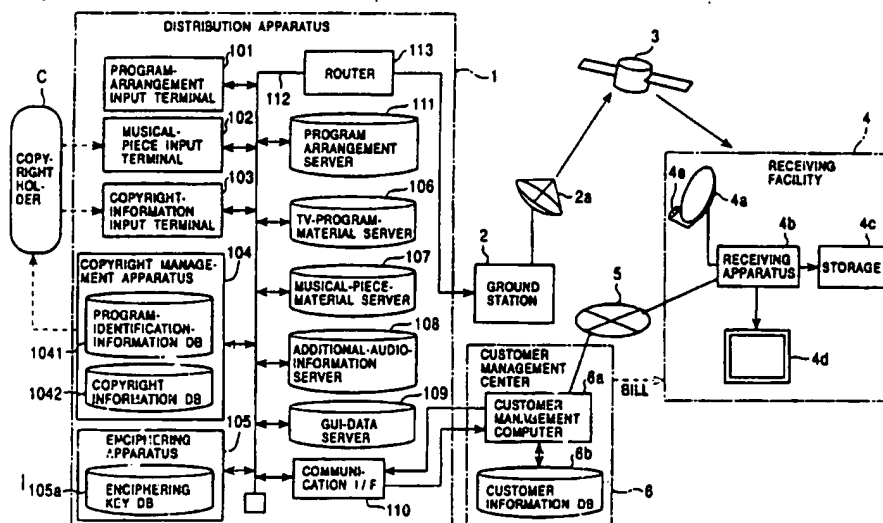 DISTRIBUTION APPARATUS
101
PROGRAM-
ARRANGEMENT
INPUT TERMINAL
C
COPY-
RIGHT
HOL-
DER
102
MUSICAL-
PIECE INPUT
TERMINAL
103
COPYRIGHT-
INFORMATION
INPUT TERMINAL
104
COPYRIGHT MANAGE-
MENT APPARATUS
PROGRAM-
IDENTIFICATION-
INFORMATION DB
1041
1042
COPYRIGHT
INFORMATION DB
105
ENCIPHERING
APPARATUS
105a
ENCIPHERING
KEY DB
113
ROUTER
112
1
111
PROGRAM
ARRANGEMENT
SERVER
106
TV-PROGRAM-
MATERIAL SERVER
107
MUSICAL-PIECE-
MATERIAL SERVER
108
ADDITIONAL-AUDIO-
INFORMATION
SERVER
109
GUI-DATA
SERVER
COMMUNI-
CATION I/F
110
3
2a
2
GROUND
STATION
4
RECEIVING
FACILITY
4e
4a
4b
RECEIVING
APPARATUS
4c
STORAGE
4d
5
CUSTOMER
MANAGEMENT
CENTER
BILL
6a
CUSTOMER
MANAGEMENT
COMPUTER
6b
CUSTOMER
INFORMATION DB
6